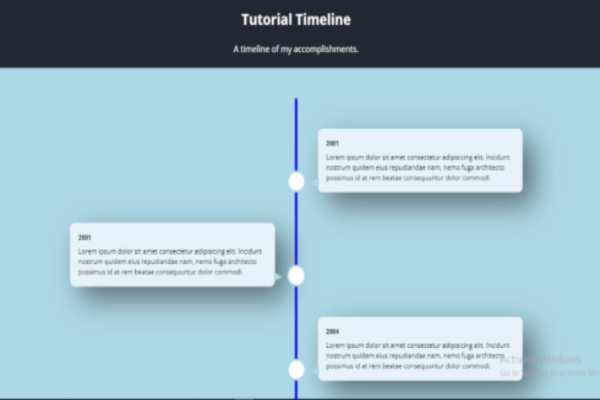 Tutorial Timeline
A timeline of my accomplishments.
2001
Lorem ipsum dolor sit amet consectetur adipisicing elit. Incidunt
nostrum quidem eius repudiandae nam, nemo fuga architecto
possimus id at rem beatae consequuntur dolor commodi.
2001
Lorem ipsum dolor sit amet consectetur adipisicing elit. Incidunt
nostrum quidem eius repudiandae nam, nemo fuga architecto
possimus id at rem beatae consequuntur dolor commodi.
2004
Lorem ipsum dolor sit amet consectetur adipisicing elit. Incidunt
nostrum quidem eius repudiandae nam, nemo fuga architecto
possimus id at rem beatae consequuntur dolor commodi.
Activate Windows
Go to to activate